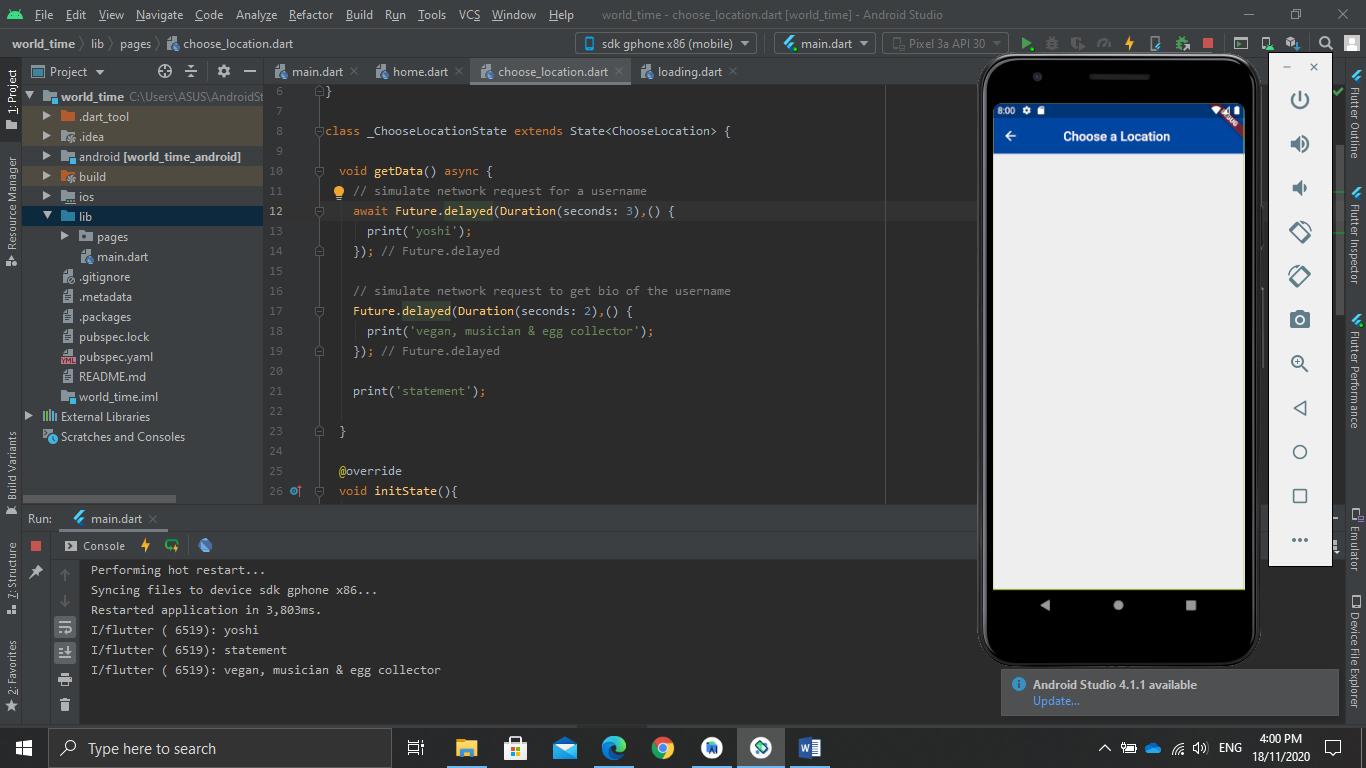 File Edit View Navigate Code Analyze Refactor Build Run Tools VCS Window Help world_time - choose_location.dart [world_time] - Android Studio
world_time lib pages choose_location.dart sdk gphone x86 (mobile) main.dart Pixel 3a API 30
Project main.dart home.dart choose_location.dart loading.dart
world_time C:\Users\ASUS\AndroidSt
.dart_tool
.idea
android [world_time_android]
build
ios
lib
pages
main.dart
.gitignore
.metadata
.packages
pubspec.lock
pubspec.yaml
README.md
world_time.iml
External Libraries
Scratches and Consoles
1: Project
Resource Manager
Build Variants
7: Structure
2: Favorites
6 }
7
8 class _ChooseLocationState extends State<ChooseLocation> {
9
10 void getData() async {
11 // simulate network request for a username
12 await Future.delayed(Duration(seconds: 3),() {
13 print('yoshi');
14 }); // Future.delayed
15
16 // simulate network request to get bio of the username
17 Future.delayed(Duration(seconds: 2),() {
18 print('vegan, musician & egg collector');
19 }); // Future.delayed
20
21 print('statement');
22
23 }
24
25 @override
26 void initState(){
8:00
Choose a Location
Flutter Outline
Flutter Inspector
Flutter Performance
Emulator
Device File Explorer
Run: main.dart
Console
Performing hot restart...
Syncing files to device sdk gphone x86...
Restarted application in 3,803ms.
I/flutter ( 6519): yoshi
I/flutter ( 6519): statement
I/flutter ( 6519): vegan, musician & egg collector
Android Studio 4.1.1 available
Update...
Type here to search
ENG
4:00 PM
18/11/2020